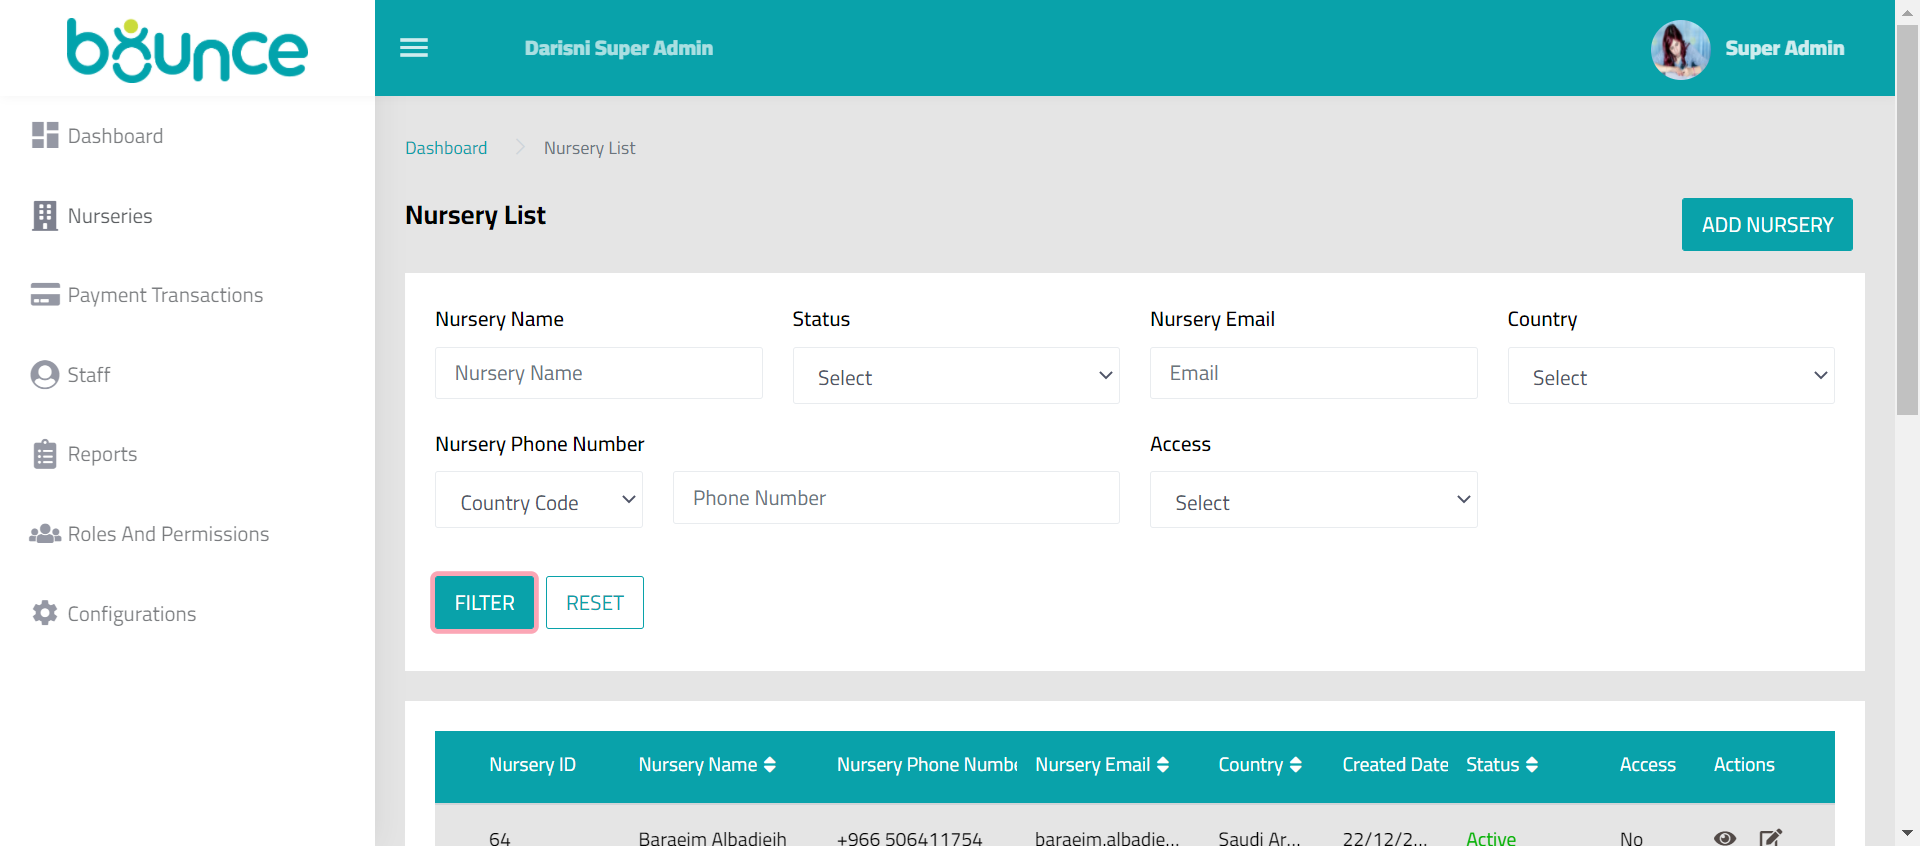 bounce
Darisni Super Admin
Super Admin
Dashboard
Nurseries
Payment Transactions
Staff
Reports
Roles And Permissions
Configurations
Dashboard
Nursery List
Nursery List
ADD NURSERY
Nursery Name
Status
Nursery Email
Country
Nursery Name
Select
Email
Select
Nursery Phone Number
Access
Country Code
Phone Number
Select
FILTER
RESET
Nursery ID
Nursery Name
Nursery Phone Numbe
Nursery Email
Country
Created Date
Status
Access
Actions
64
Baraeim Albadieih
+966 506411754
baraeim.albadie...
Saudi Ar...
22/12/2...
Active
No